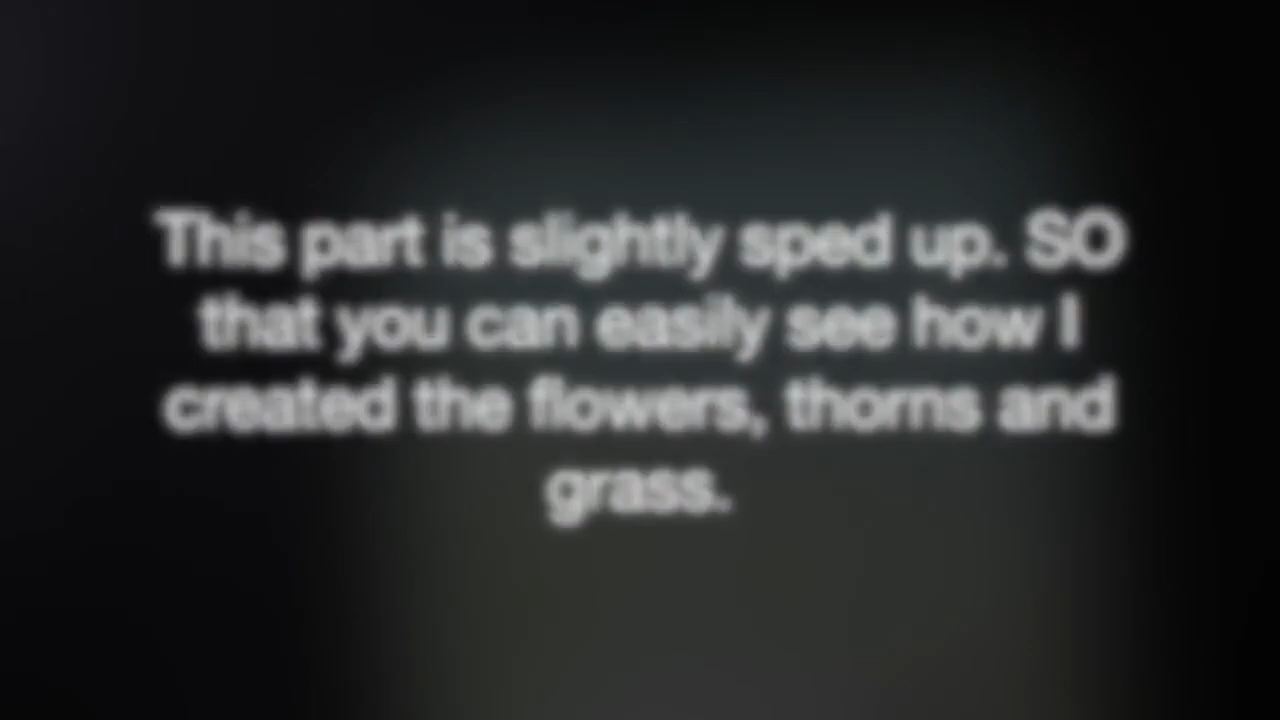 This part is slightly sped up. SO
that you can easily see how I
created the flowers, thorns and
grass.